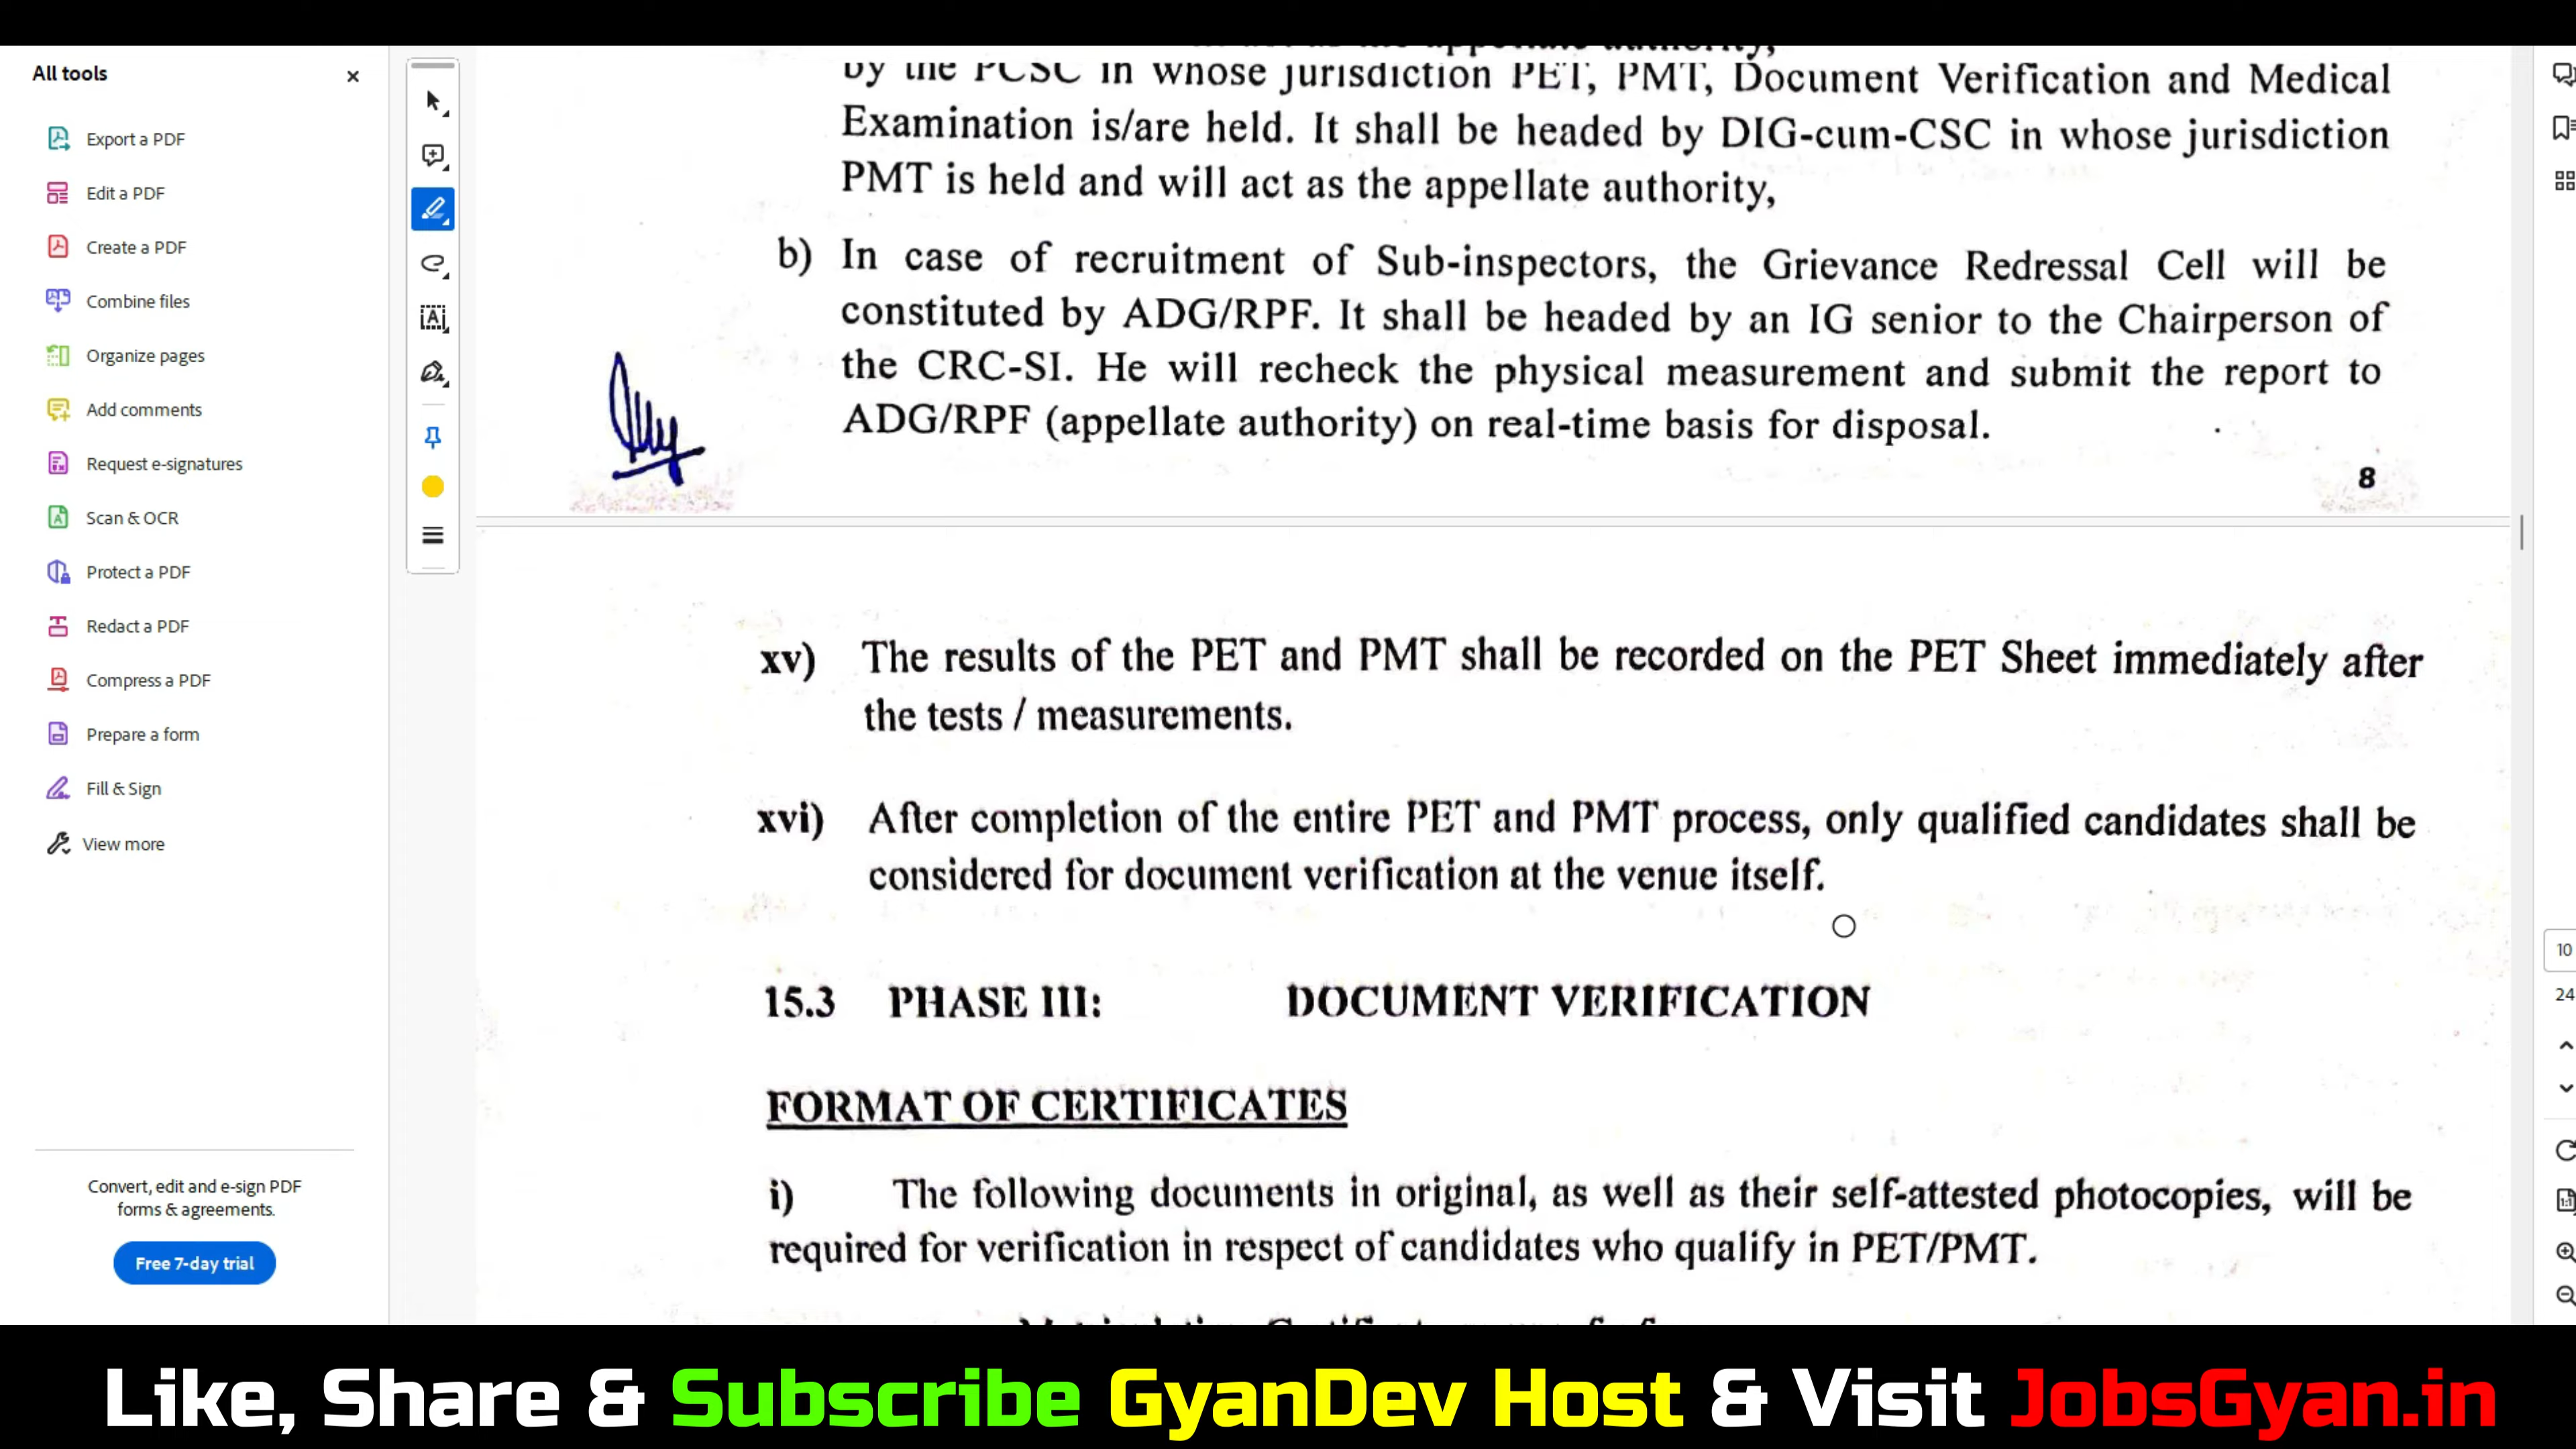 All tools
Export a PDF
Edit a PDF
Create a PDF
Combine files
Organize pages
Add comments
Request e-signatures
Scan & OCR
Protect a PDF
Redact a PDF
Compress a PDF
Prepare a form
Fill & Sign
View more
Convert, edit and e-sign PDF
forms & agreements.
Free 7-day trial
appellate authority,
by the PCSC in whose jurisdiction PET, PMT, Document Verification and Medical
Examination is/are held. It shall be headed by DIG-cum-CSC in whose jurisdiction
PMT is held and will act as the appellate authority,
b) In case of recruitment of Sub-inspectors, the Grievance Redressal Cell will be
constituted by ADG/RPF. It shall be headed by an IG senior to the Chairperson of
the CRC-SI. He will recheck the physical measurement and submit the report to
ADG/RPF (appellate authority) on real-time basis for disposal.
8
xv) The results of the PET and PMT shall be recorded on the PET Sheet immediately after
the tests / measurements.
xvi) After completion of the entire PET and PMT process, only qualified candidates shall be
considered for document verification at the venue itself.
15.3 PHASE III: DOCUMENT VERIFICATION
FORMAT OF CERTIFICATES
i) The following documents in original, as well as their self-attested photocopies, will be
required for verification in respect of candidates who qualify in PET/PMT.
10
24
Like, Share & Subscribe GyanDev Host & Visit JobsGyan.in